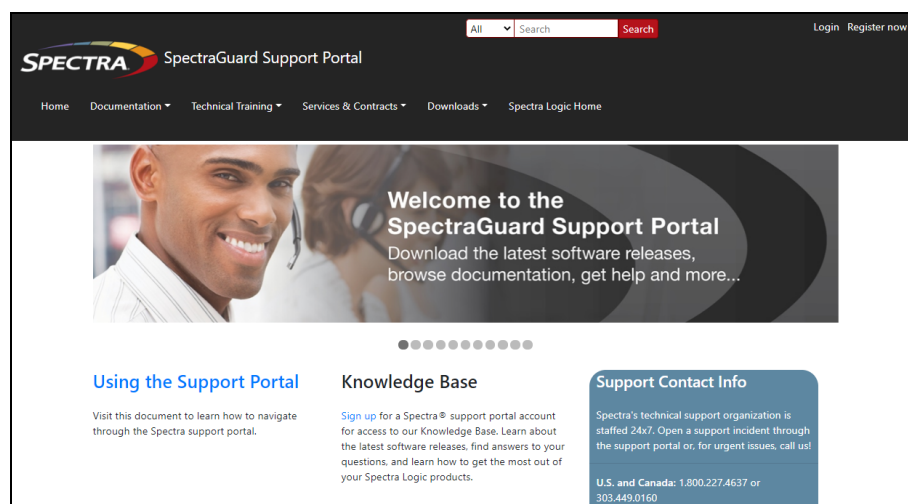 All Search Search Login Register now
SPECTRA SpectraGuard Support Portal
Home Documentation Technical Training Services & Contracts Downloads Spectra Logic Home
Welcome to the
SpectraGuard Support Portal
Download the latest software releases,
browse documentation, get help and more...
Using the Support Portal
Visit this document to learn how to navigate
through the Spectra support portal.
Knowledge Base
Sign up for a Spectra® support portal account
for access to our Knowledge Base. Learn about
the latest software releases, find answers to your
questions, and learn how to get the most out of
your Spectra Logic products.
Support Contact Info
Spectra's technical support organization is
staffed 24x7. Open a support incident through
the support portal or, for urgent issues, call us!
U.S. and Canada: 1.800.227.4637 or
303.449.0160